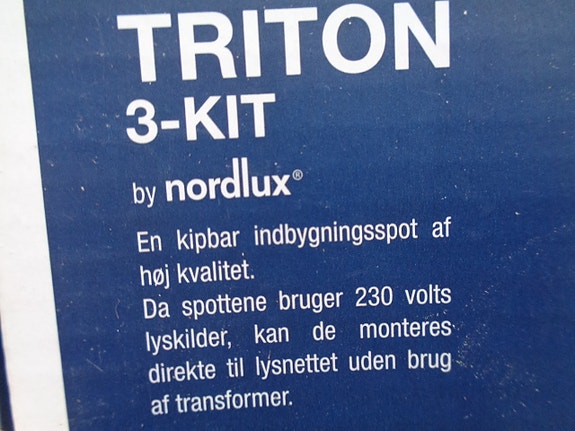 TRITON
3-KIT
by nordlux®
En kipbar indbygningsspot af
høj kvalitet.
Da spottene bruger 230 volts
lyskilder, kan de monteres
direkte til lysnettet uden brug
af transformer.